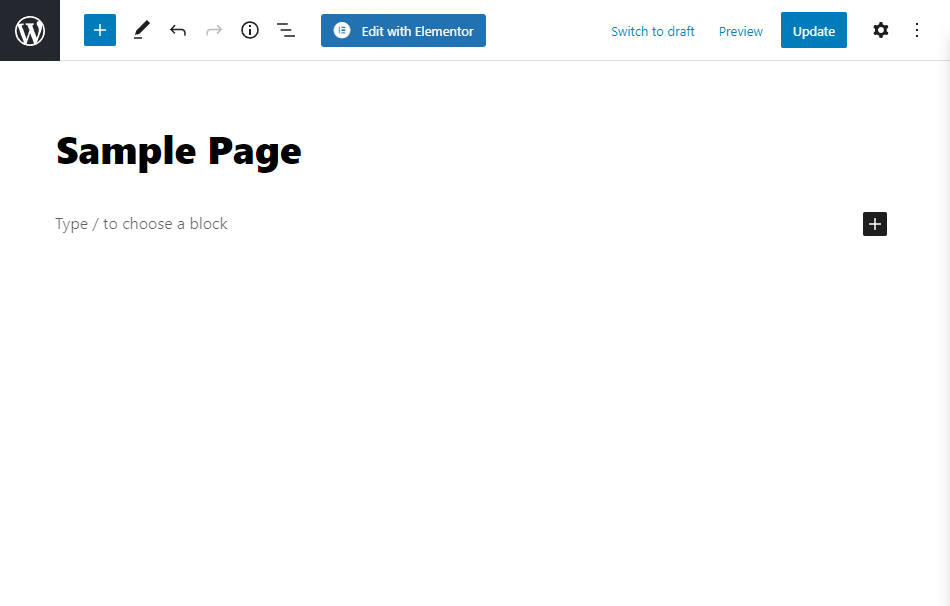 Edit with Elementor
Switch to draft
Preview
Update
Sample Page
Type / to choose a block